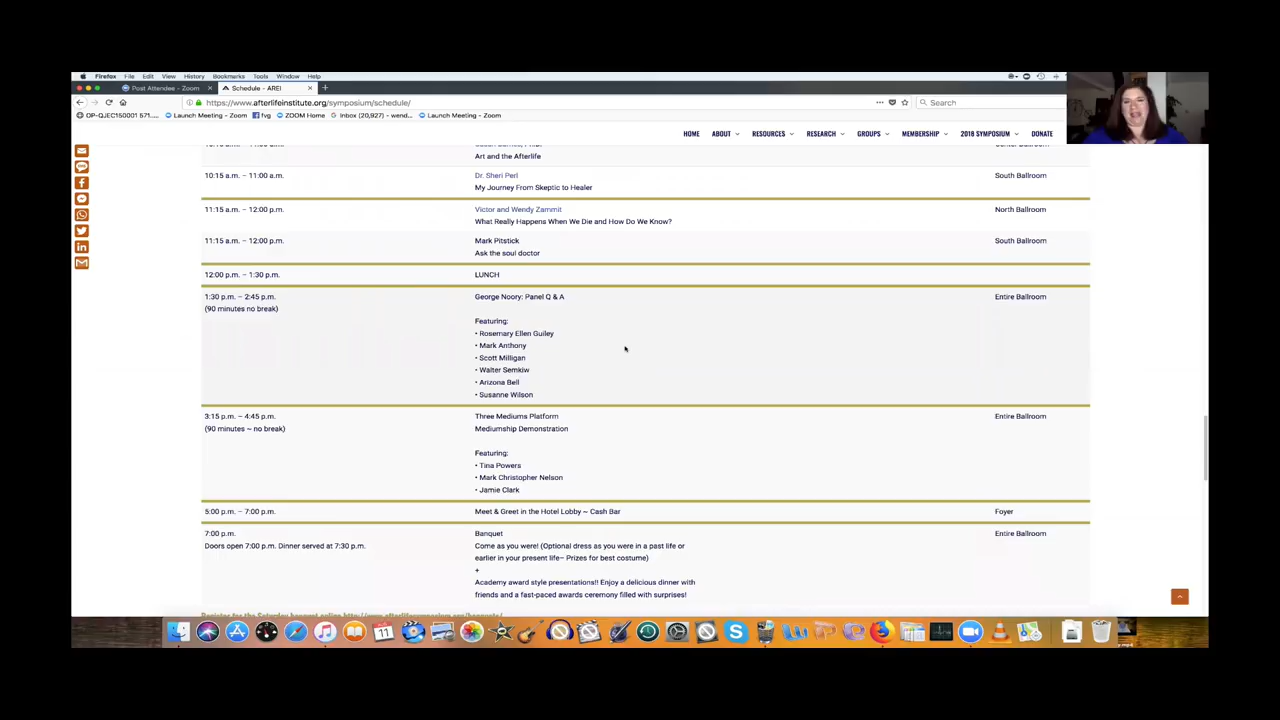 Firefox File Edit View History Bookmarks Tools Window Help
Post Attendee - Zoom × Schedule - AREI × +
https://www.afterlifeinstitute.org/symposium/schedule/ Search
OP-QJEC150001 571.... Launch Meeting - Zoom fvg ZOOM Home Inbox (20,927) - wend... Launch Meeting - Zoom
HOME ABOUT RESOURCES RESEARCH GROUPS MEMBERSHIP 2018 SYMPOSIUM DONATE
Art and the Afterlife
10:15 a.m. – 11:00 a.m. Dr. Sheri Perl South Ballroom
My Journey From Skeptic to Healer
11:15 a.m. – 12:00 p.m. Victor and Wendy Zammit North Ballroom
What Really Happens When We Die and How Do We Know?
11:15 a.m. – 12:00 p.m. Mark Pitstick South Ballroom
Ask the soul doctor
12:00 p.m. – 1:30 p.m. LUNCH
1:30 p.m. – 2:45 p.m. George Noory: Panel Q & A Entire Ballroom
(90 minutes no break)
Featuring:
• Rosemary Ellen Guiley
• Mark Anthony
• Scott Milligan
• Walter Semkiw
• Arizona Bell
• Susanne Wilson
3:15 p.m. – 4:45 p.m. Three Mediums Platform Entire Ballroom
(90 minutes ~ no break) Mediumship Demonstration
Featuring:
• Tina Powers
• Mark Christopher Nelson
• Jamie Clark
5:00 p.m. – 7:00 p.m. Meet & Greet in the Hotel Lobby ~ Cash Bar Foyer
7:00 p.m. Banquet Entire Ballroom
Doors open 7:00 p.m. Dinner served at 7:30 p.m. Come as you were! (Optional dress as you were in a past life or
earlier in your present life– Prizes for best costume)
+
Academy award style presentations!! Enjoy a delicious dinner with
friends and a fast-paced awards ceremony filled with surprises!
11